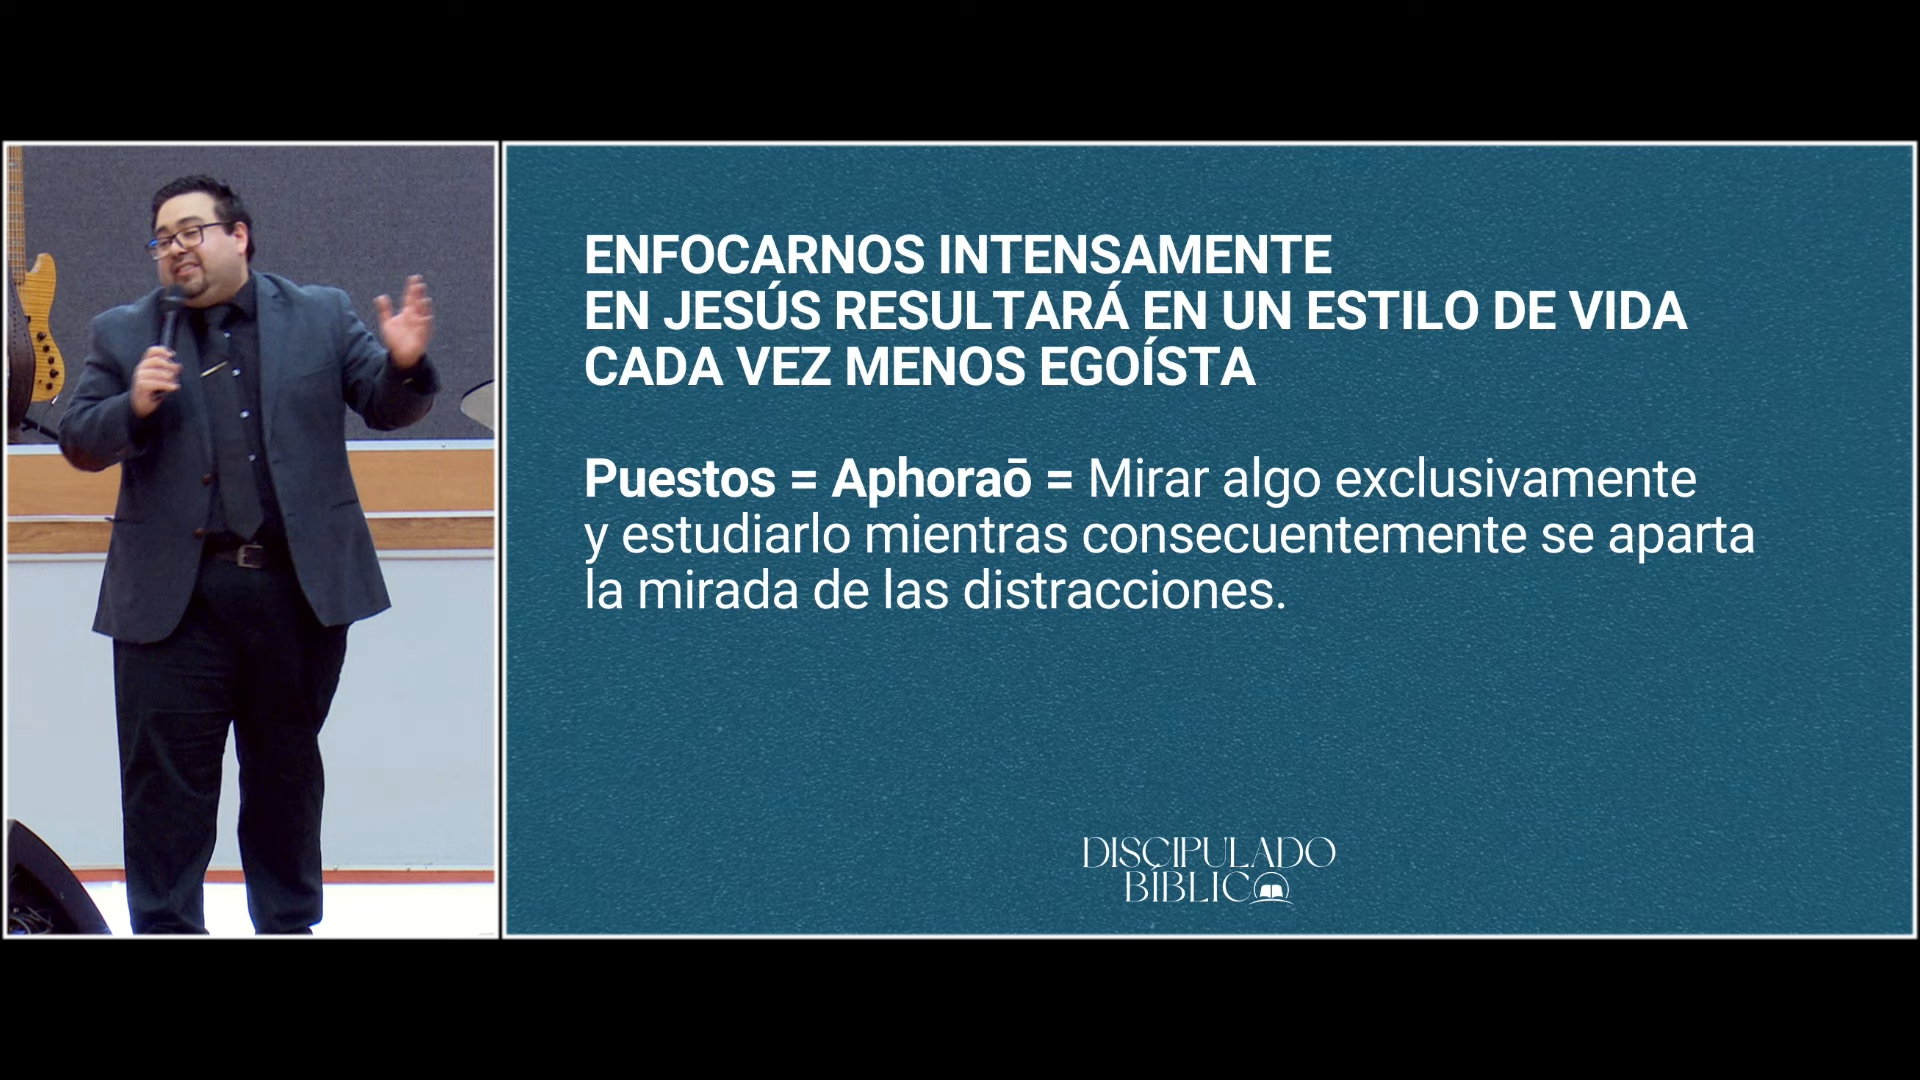 ENFOCARNOS INTENSAMENTE
EN JESÚS RESULTARÁ EN UN ESTILO DE VIDA
CADA VEZ MENOS EGOÍSTA
Puestos = Aphoraō = Mirar algo exclusivamente
y estudiarlo mientras consecuentemente se aparta
la mirada de las distracciones.
DISCIPULADO
BÍBLICO